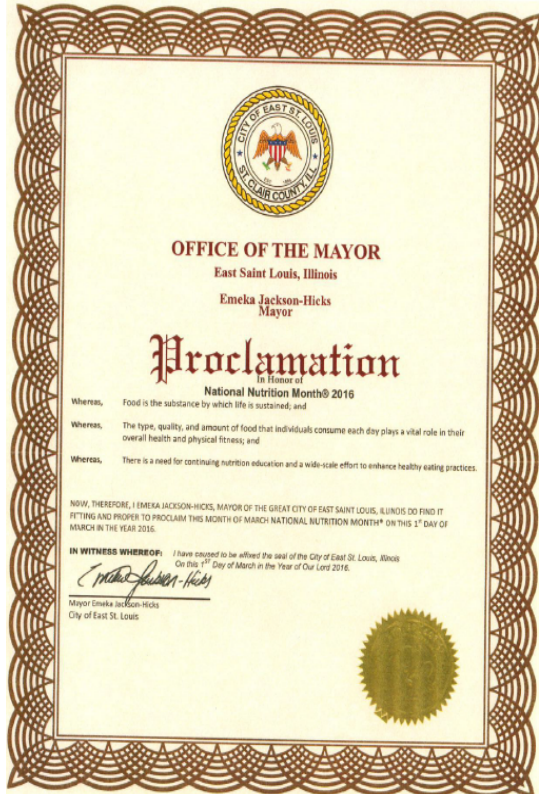 CITY OF EAST ST. LOUIS
ST. CLAIR COUNTY, ILL
OFFICE OF THE MAYOR
East Saint Louis, Illinois
Emeka Jackson-Hicks
Mayor
Proclamation
In Honor of
National Nutrition Month® 2016
Whereas, Food is the substance by which life is sustained; and
Whereas, The type, quality, and amount of food that individuals consume each day plays a vital role in their
overall health and physical fitness; and
Whereas, There is a need for continuing nutrition education and a wide-scale effort to enhance healthy eating practices.
NOW, THEREFORE, I EMEKA JACKSON-HICKS, MAYOR OF THE GREAT CITY OF EAST SAINT LOUIS, ILLINOIS DO FIND IT
FITTING AND PROPER TO PROCLAIM THIS MONTH OF MARCH NATIONAL NUTRITION MONTH® ON THIS 1ST DAY OF
MARCH IN THE YEAR 2016.
IN WITNESS WHEREOF: I have caused to be affixed the seal of the City of East St. Louis, Illinois
On this 1ST Day of March in the Year of Our Lord 2016.
Emeka Jackson-Hicks
Mayor Emeka Jackson-Hicks
City of East St. Louis